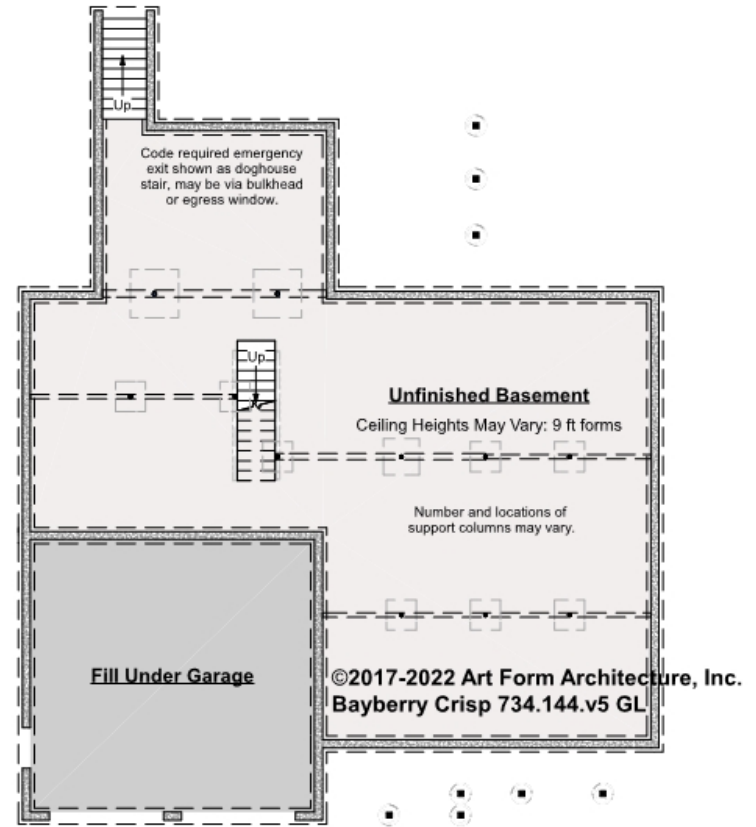 Up
Code required emergency
exit shown as doghouse
stair, may be via bulkhead
or egress window.
Up
Unfinished Basement
Ceiling Heights May Vary: 9 ft forms
Number and locations of
support columns may vary.
Fill Under Garage
©2017-2022 Art Form Architecture, Inc.
Bayberry Crisp 734.144.v5 GL